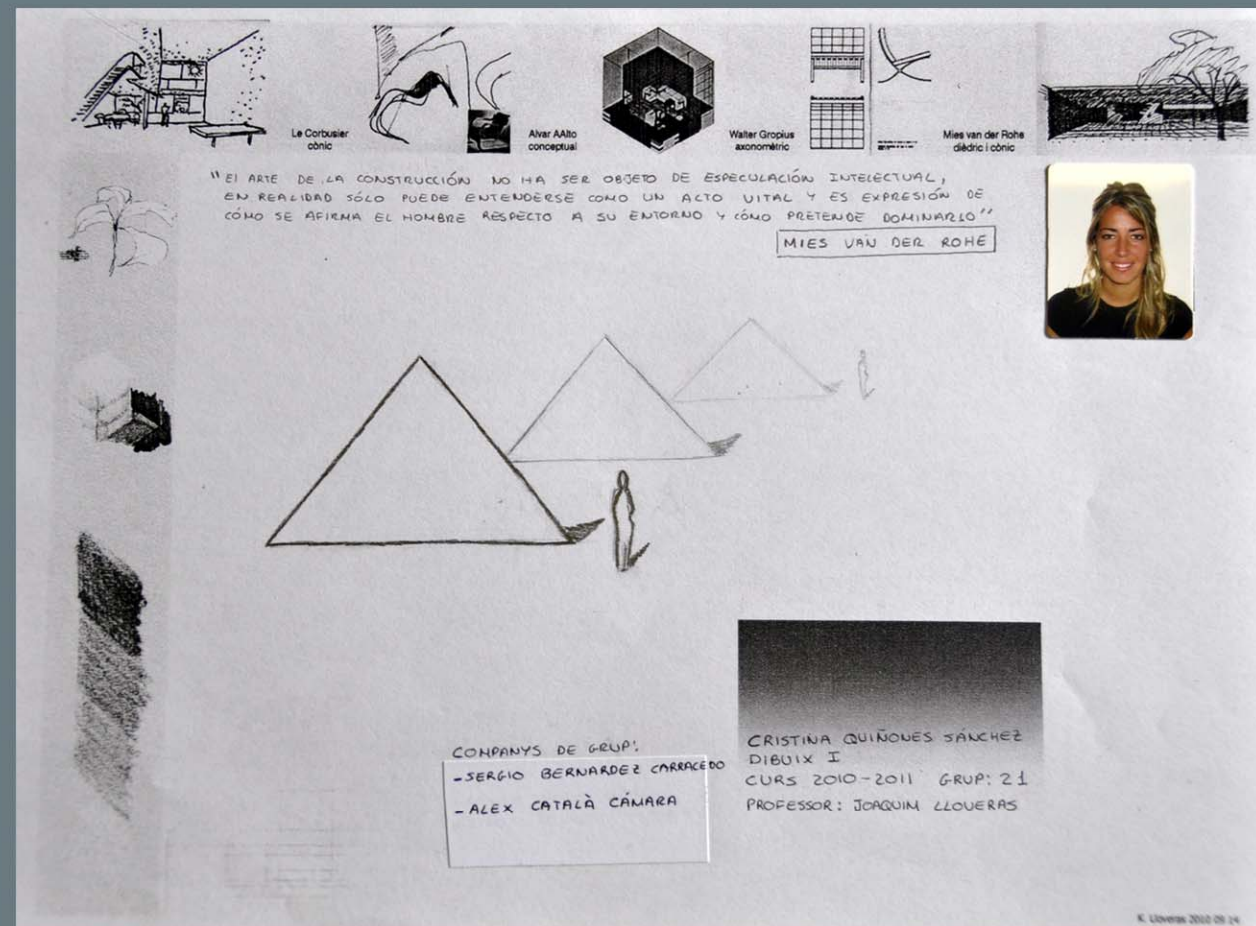 Le Corbusier
cònic
Alvar AAlto
conceptual
Walter Gropius
axonomètric
Mies van der Rohe
dièdric i cònic
"El ARTE DE LA CONSTRUCCIÓN NO HA SER OBJETO DE ESPECULACIÓN INTELECTUAL,
EN REALIDAD SÓLO PUEDE ENTENDERSE COMO UN ACTO VITAL Y ES EXPRESIÓN DE
CÓMO SE AFIRMA EL HOMBRE RESPECTO A SU ENTORNO Y CÓMO PRETENDE DOMINARLO"
MIES VAN DER ROHE
COMPANYS DE GRUP:
- SERGIO BERNARDEZ CARRACEDO
- ALEX CATALÀ CÁMARA
CRISTINA QUIÑONES SÁNCHEZ
DIBUIX I
CURS 2010-2011 GRUP: 21
PROFESSOR: JOAQUIM LLOVERAS
K. Lloveras 2010 09 14